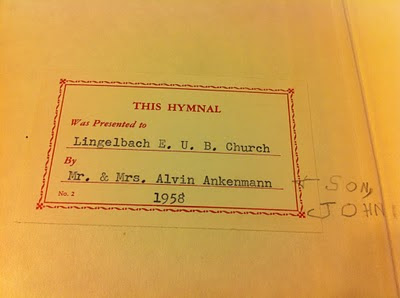 THIS HYMNAL
Was Presented to
Lingelbach E. U. B. Church
By
Mr. & Mrs. Alvin Ankenmann + SON,
No. 2 1958 JOHN